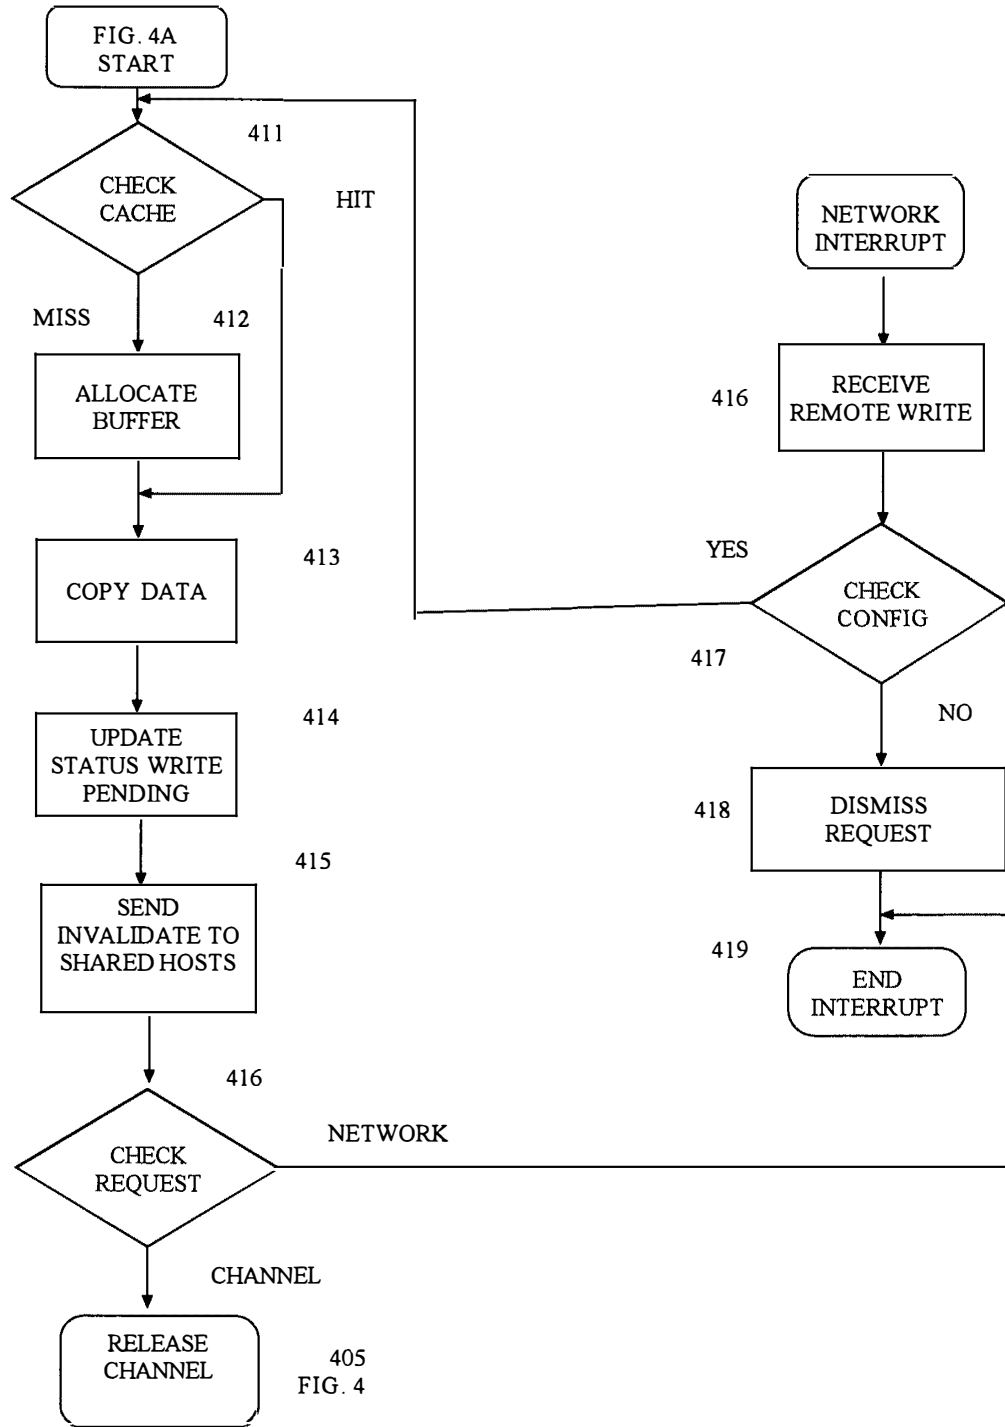 FIG. 4A
START
411
CHECK
CACHE
HIT
MISS
412
ALLOCATE
BUFFER
413
COPY DATA
414
UPDATE
STATUS WRITE
PENDING
415
SEND
INVALIDATE TO
SHARED HOSTS
416
CHECK
REQUEST
NETWORK
CHANNEL
RELEASE
CHANNEL
405
FIG. 4
NETWORK
INTERRUPT
416
RECEIVE
REMOTE WRITE
YES
CHECK
CONFIG
417
NO
418
DISMISS
REQUEST
419
END
INTERRUPT